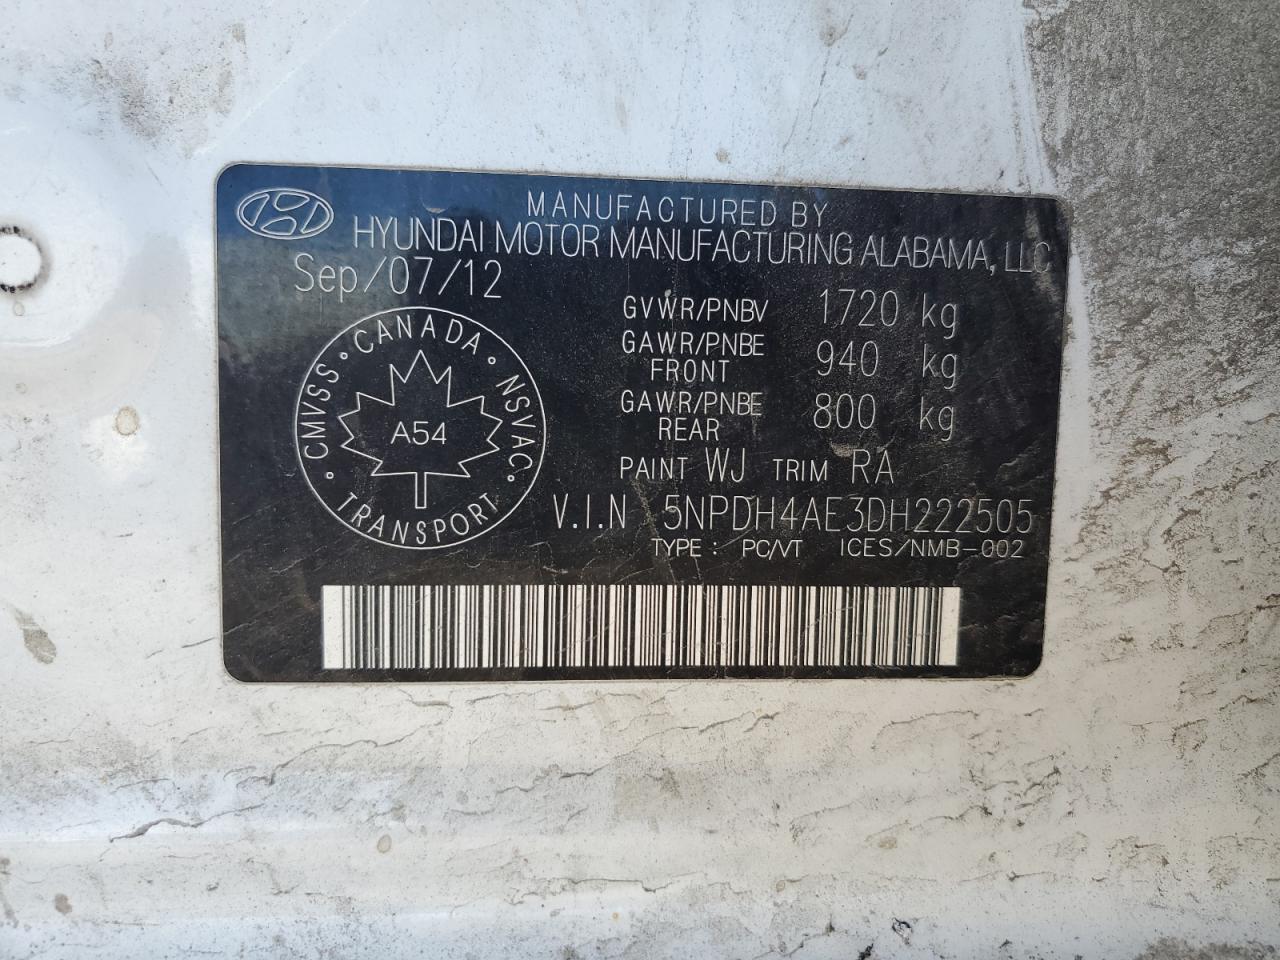 MANUFACTURED BY
HYUNDAI MOTOR MANUFACTURING ALABAMA, LLC
Sep/07/12
GVWR/PNBV 1720 kg
GAWR/PNBE FRONT 940 kg
GAWR/PNBE REAR 800 kg
PAINT WJ TRIM RA
V.I.N 5NPDH4AE3DH222505
TYPE: PC/VT ICES/NMB-002
CMVSS • CANADA • NSVAC • TRANSPORT •
A54